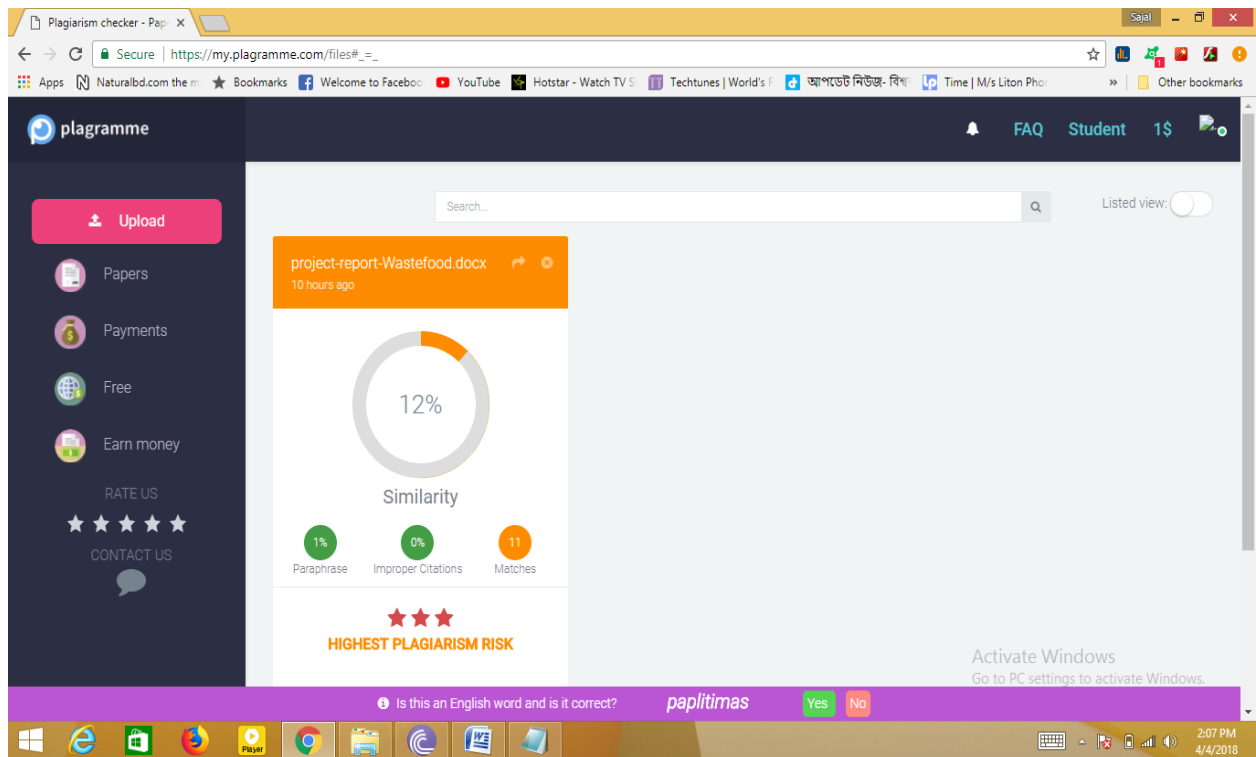 Plagiarism checker - Pap
Sajal
Secure | https://my.plagramme.com/files#_=_
Apps Naturalbd.com the m Bookmarks Welcome to Faceboo YouTube Hotstar - Watch TV S Techtunes | World's F আপডেট নিউজ- বিশ্ব Time | M/s Liton Phor » Other bookmarks
plagramme
FAQ Student 1$
Upload
Search...
Listed view:
Papers
Payments
Free
Earn money
RATE US
CONTACT US
project-report-Wastefood.docx
10 hours ago
12%
Similarity
1% 0% 11
Paraphrase Improper Citations Matches
HIGHEST PLAGIARISM RISK
Activate Windows
Go to PC settings to activate Windows.
Is this an English word and is it correct? paplitimas Yes No
Player
2:07 PM
4/4/2018